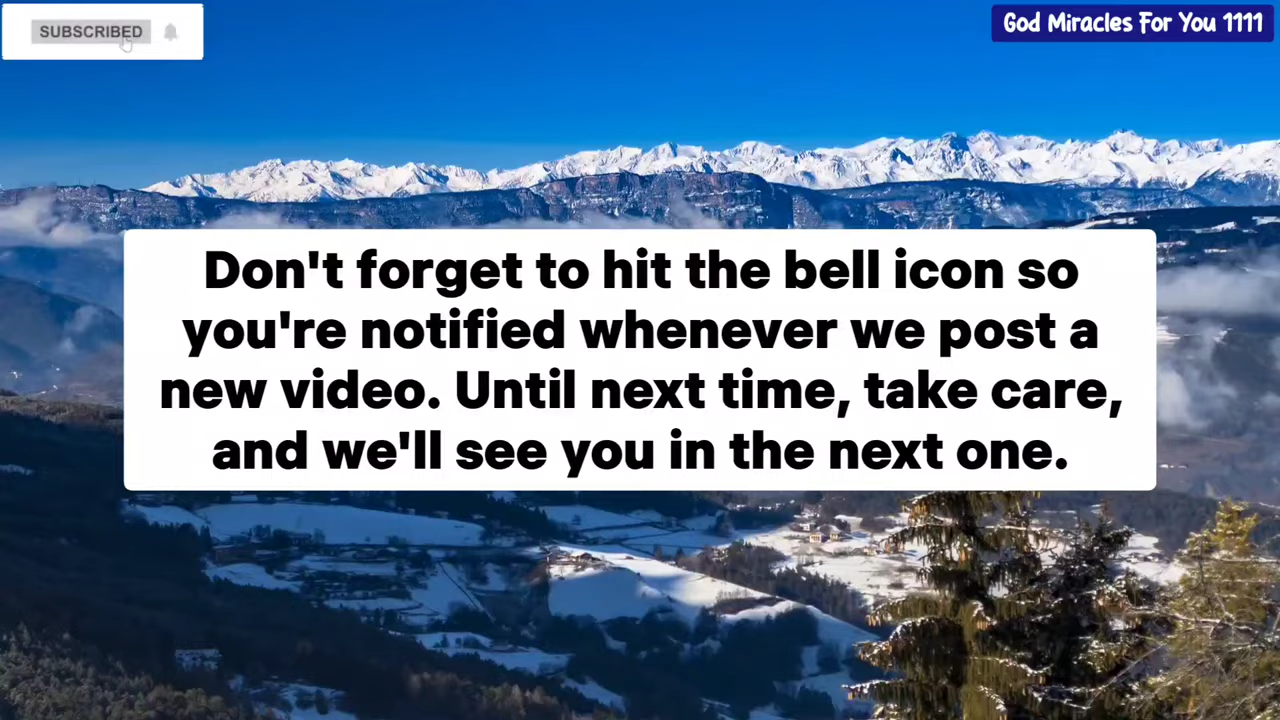 SUBSCRIBED
God Miracles For You 1111
Don't forget to hit the bell icon so
you're notified whenever we post a
new video. Until next time, take care,
and we'll see you in the next one.